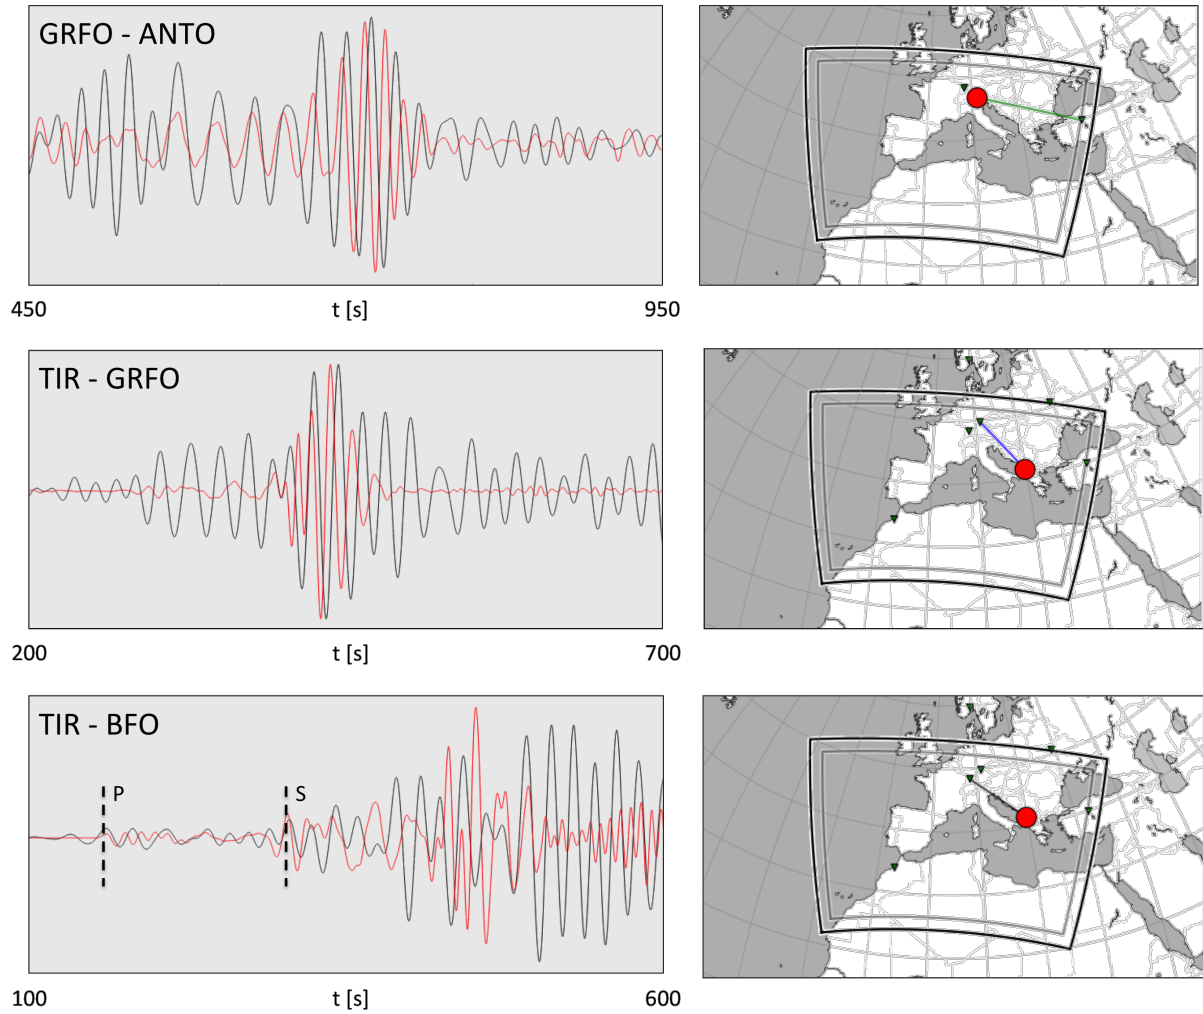 GRFO - ANTO
450 t [s] 950
TIR - GRFO
200 t [s] 700
TIR - BFO
P S
100 t [s] 600